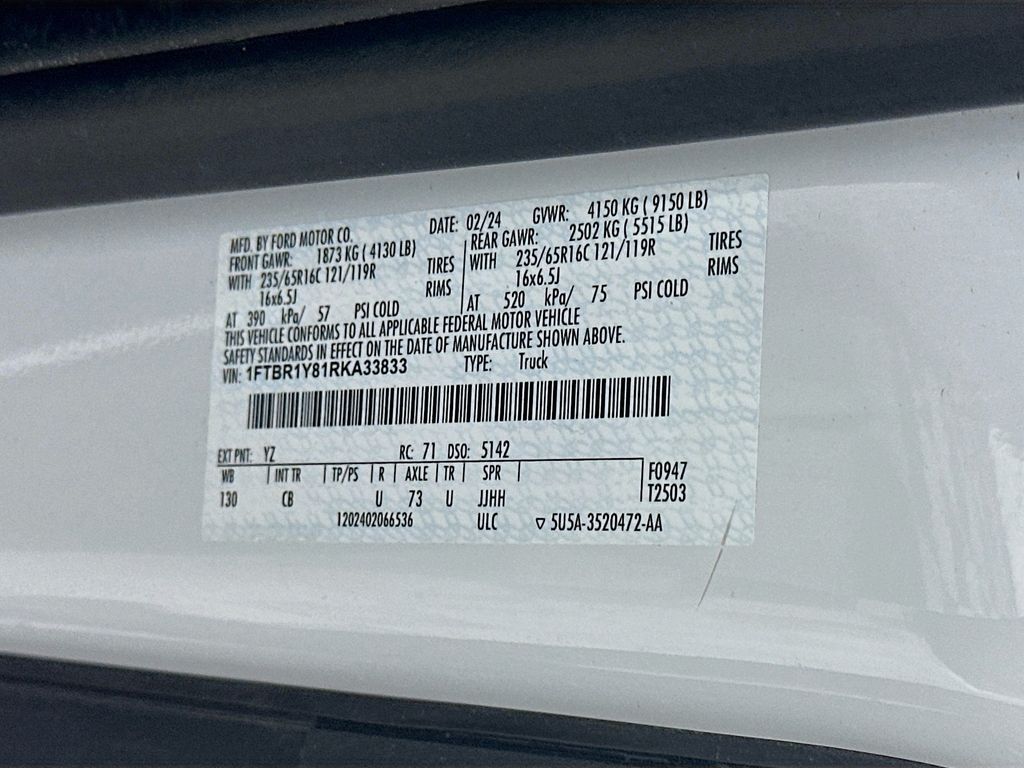 MFD. BY FORD MOTOR CO. DATE: 02/24 GVWR: 4150 KG ( 9150 LB)
FRONT GAWR: 1873 KG ( 4130 LB) REAR GAWR: 2502 KG ( 5515 LB)
WITH 235/65R16C 121/119R TIRES WITH 235/65R16C 121/119R TIRES
16x6.5J RIMS 16x6.5J RIMS
AT 390 kPa/ 57 PSI COLD AT 520 kPa/ 75 PSI COLD
THIS VEHICLE CONFORMS TO ALL APPLICABLE FEDERAL MOTOR VEHICLE
SAFETY STANDARDS IN EFFECT ON THE DATE OF MANUFACTURE SHOWN ABOVE.
VIN: 1FTBR1Y81RKA33833 TYPE: Truck
EXT PNT: YZ RC: 71 DSO: 5142
WB INT TR TP/PS R AXLE TR SPR F0947
130 CB U 73 U JJHH T2503
1202402066536 ULC ▽ 5U5A-3520472-AA